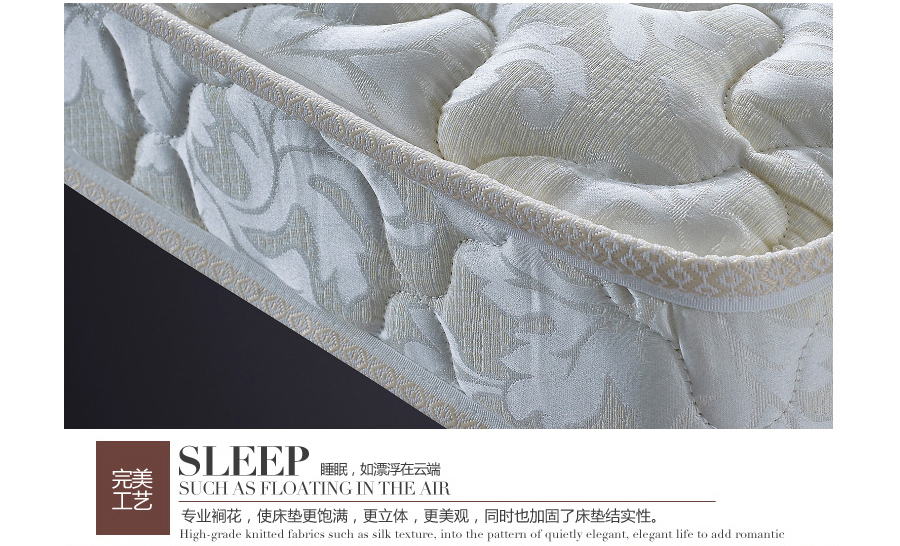 完美
工艺
SLEEP 睡眠，如漂浮在云端
SUCH AS FLOATING IN THE AIR
专业裥花，使床垫更饱满，更立体，更美观，同时也加固了床垫结实性。
High-grade knitted fabrics such as silk texture, into the pattern of quietly elegant, elegant life to add romantic